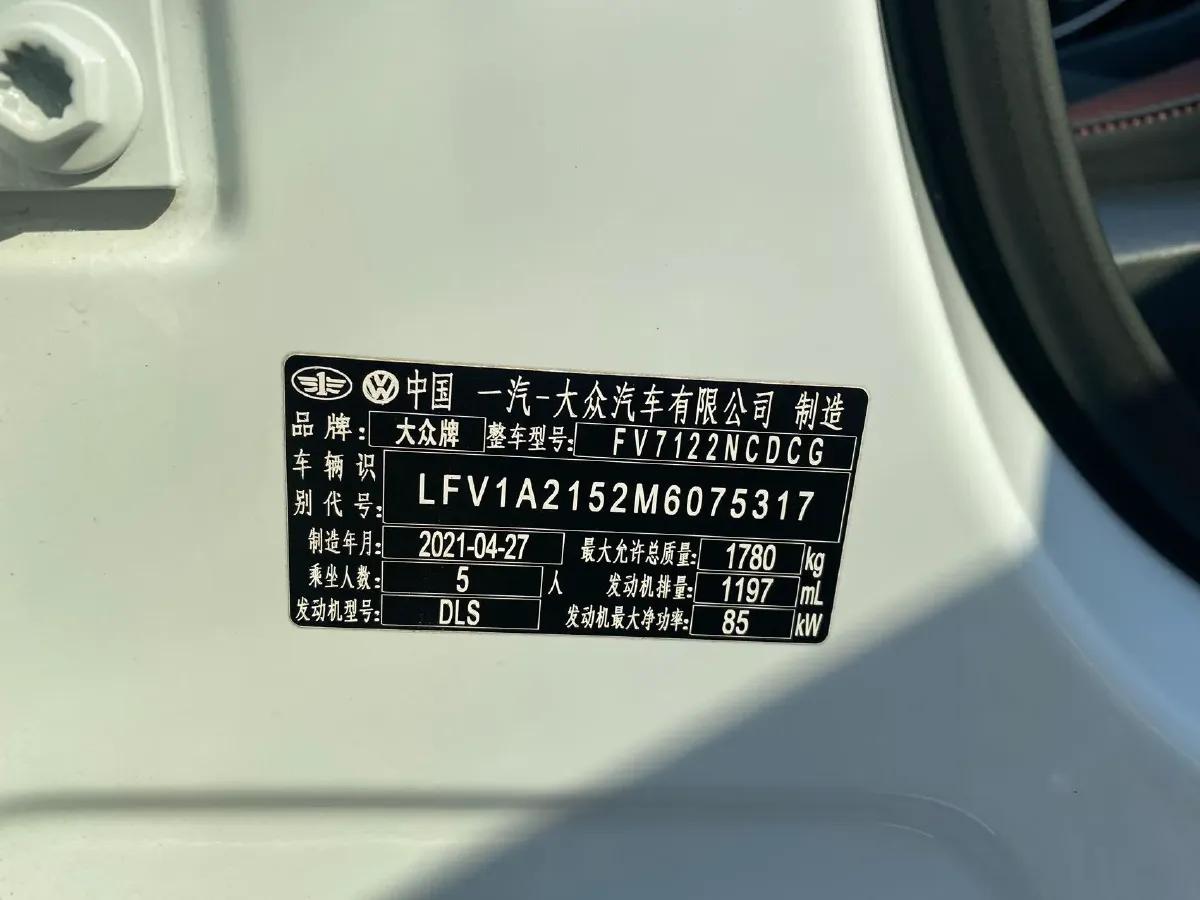 中国 一汽-大众汽车有限公司 制造
品牌: 大众牌 整车型号: FV7122NCDCG
车辆识
别代号: LFV1A2152M6075317
制造年月: 2021-04-27 最大允许总质量: 1780 kg
乘坐人数: 5 人 发动机排量: 1197 mL
发动机型号: DLS 发动机最大净功率: 85 kW